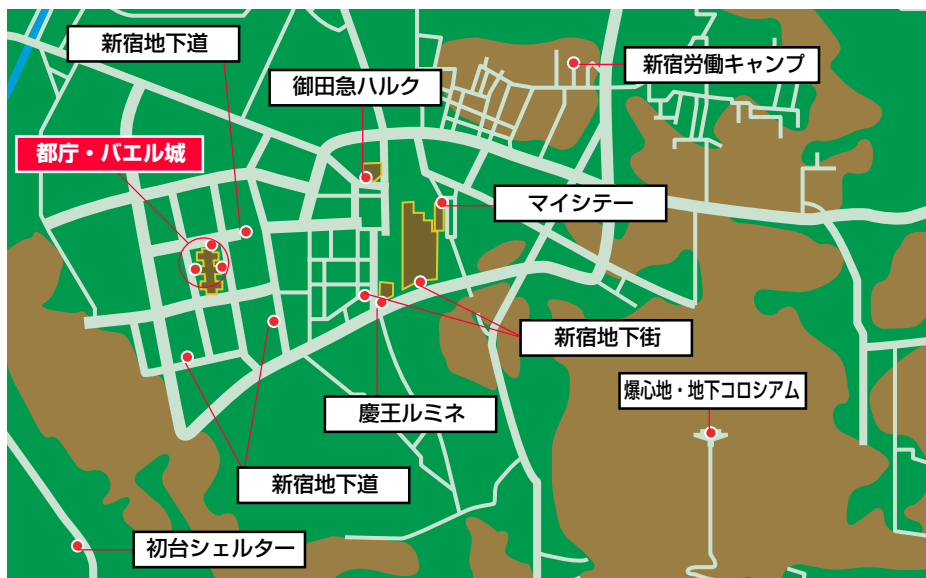 新宿地下道
新宿労働キャンプ
御田急ハルク
都庁・バエル城
マイシテー
新宿地下街
爆心地・地下コロシアム
慶王ルミネ
新宿地下道
初台シェルター